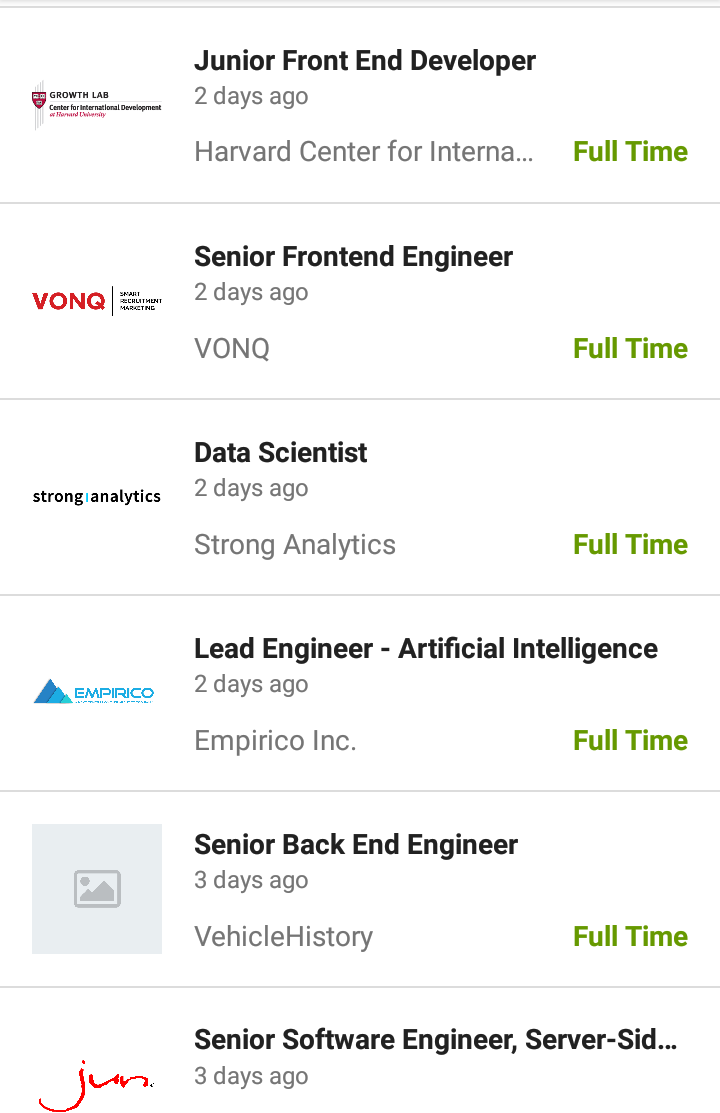 Junior Front End Developer
2 days ago
GROWTH LAB
Center for International Development
at Harvard University
Harvard Center for Interna...
Full Time
Senior Frontend Engineer
2 days ago
VONQ
SMART
RECRUITMENT
MARKETING
VONQ
Full Time
Data Scientist
2 days ago
strong analytics
Strong Analytics
Full Time
Lead Engineer - Artificial Intelligence
2 days ago
EMPIRICO
Empirico Inc.
Full Time
Senior Back End Engineer
3 days ago
VehicleHistory
Full Time
Senior Software Engineer, Server-Sid...
3 days ago
jun.